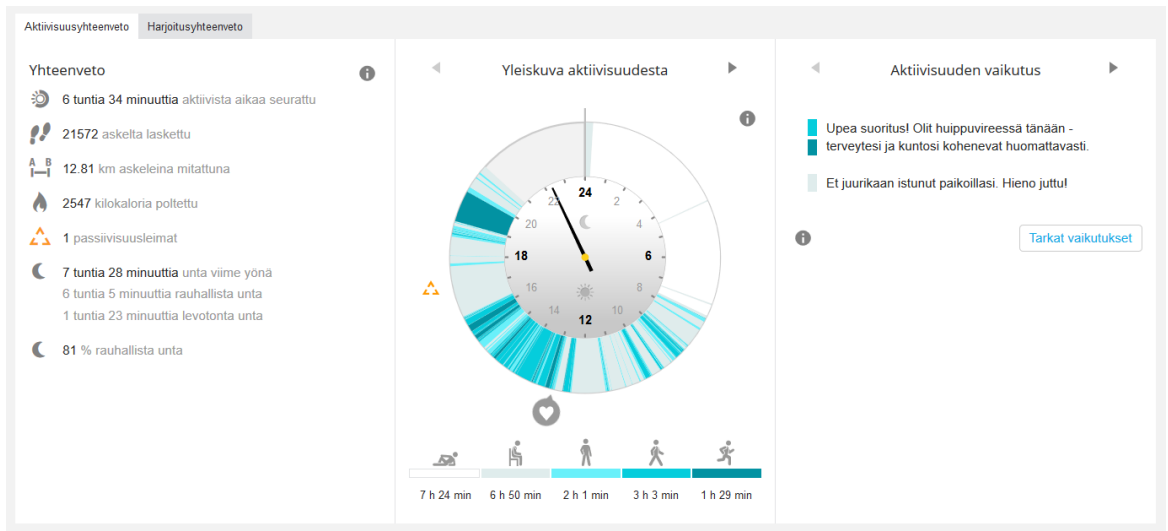 Aktiivisuusyhteenveto
Harjoitusyhteenveto
Yhteenveto
6 tuntia 34 minuuttia aktiivista aikaa seurattu
21572 askelta laskettu
A B
12.81 km askeleina mitattuna
2547 kilokaloria poltettu
1 passiivisuusleimat
7 tuntia 28 minuuttia unta viime yönä
6 tuntia 5 minuuttia rauhallista unta
1 tuntia 23 minuuttia levotonta unta
81 % rauhallista unta
Yleiskuva aktiivisuudesta
24
22
2
20
4
18
6
16
8
14
10
12
7 h 24 min
6 h 50 min
2 h 1 min
3 h 3 min
1 h 29 min
Aktiivisuuden vaikutus
Upea suoritus! Olit huippuvireessä tänään -
terveytesi ja kuntosi kohenevat huomattavasti.
Et juurikaan istunut paikoillasi. Hieno juttu!
Tarkat vaikutukset